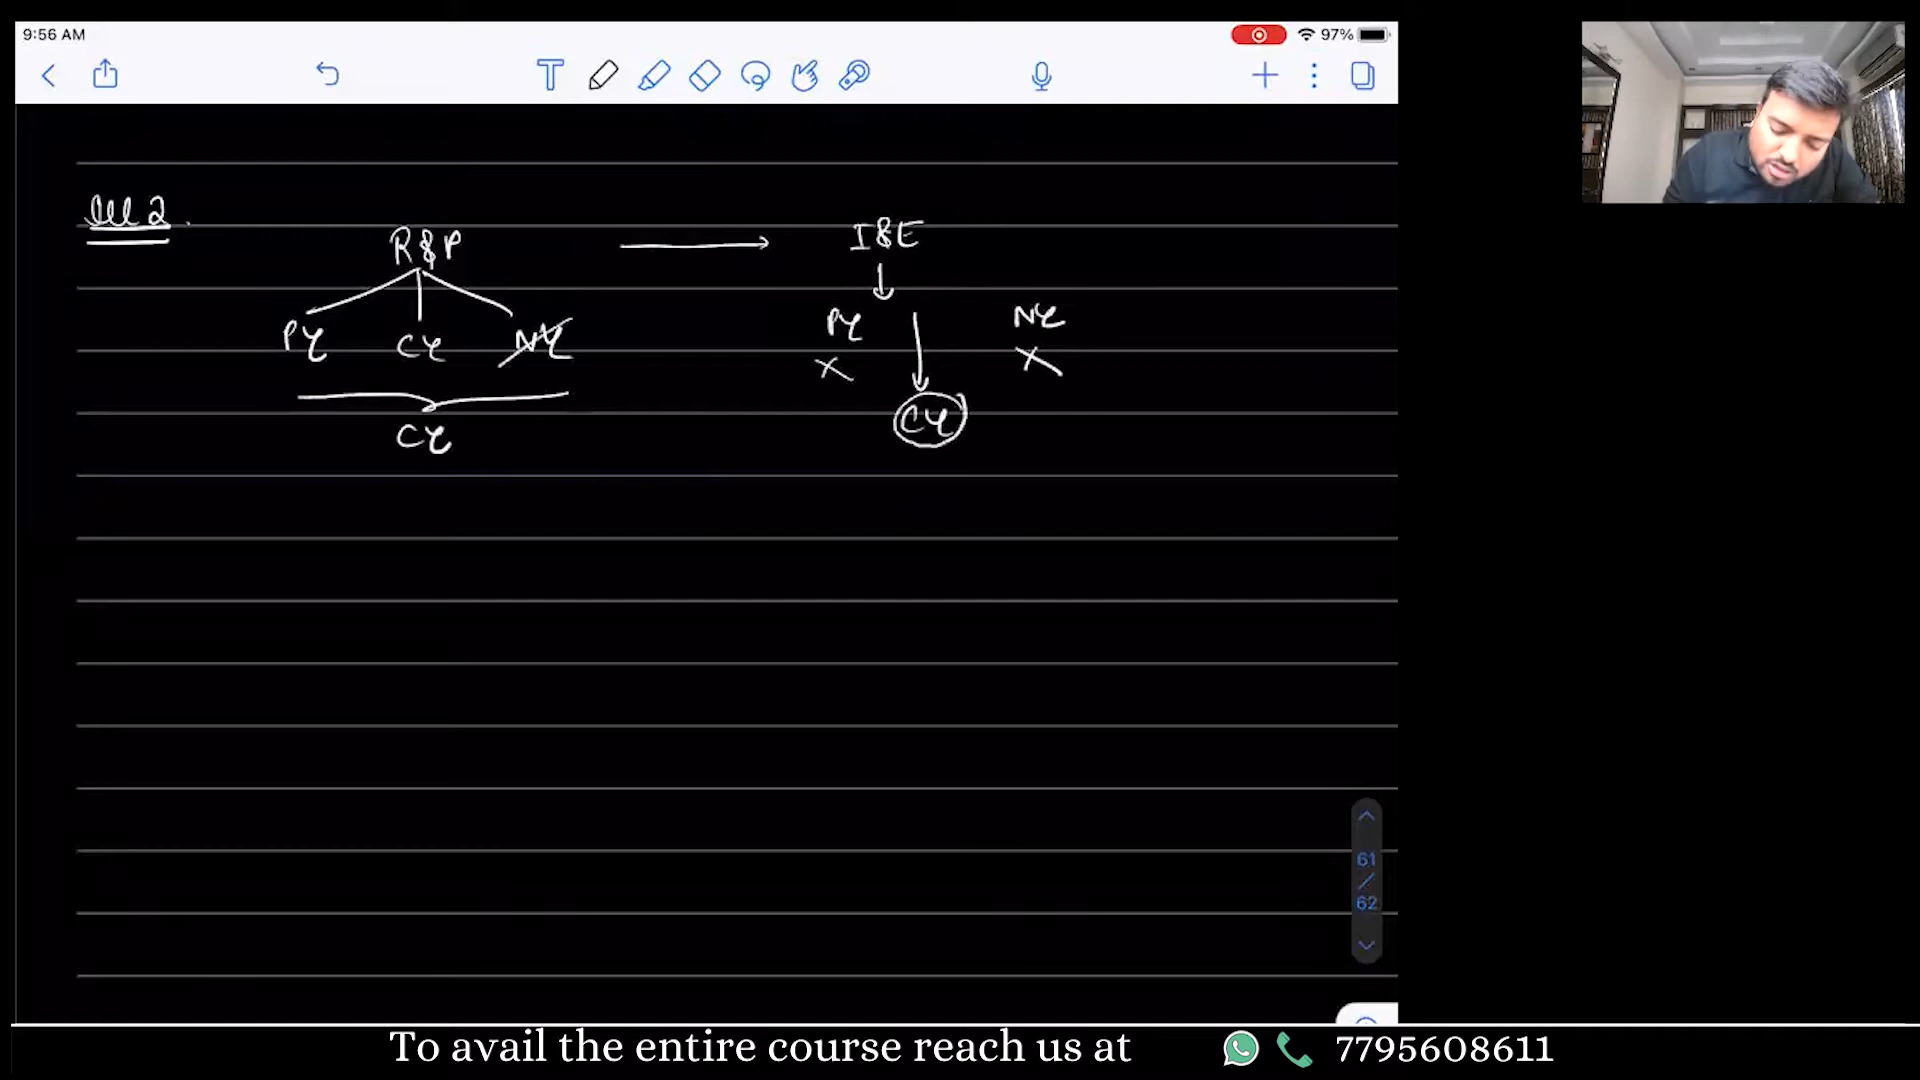 9:56 AM
97%
Ill 2.
R&P
I&E
PY CY NY
PY NY
X X
CY
CY
61
/
62
To avail the entire course reach us at 7795608611